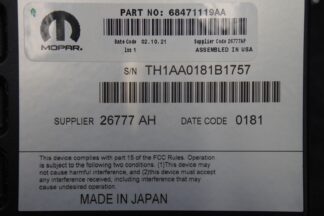 PART NO: 68471119AA
MOPAR
Date Code 02.10.21
Supplier Code 26777AP
Iss 1
ASSEMBLED IN USA
S/N TH1AA0181B1757
SUPPLIER 26777 AH DATE CODE 0181
This device complies with part 15 of the FCC Rules. Operation
is subject to the following two conditions. (1)This device may
not cause harmful interference, and (2)this device must accept
any interference received, including interference that may
cause undesired operation.
MADE IN JAPAN